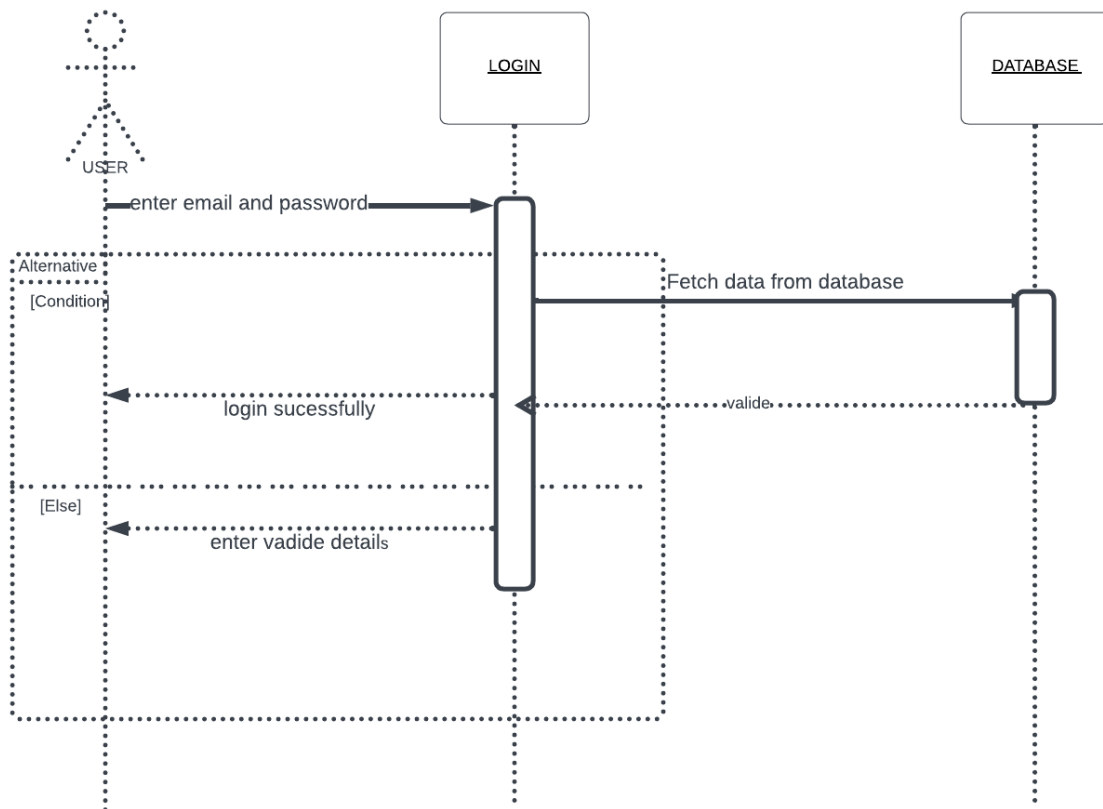 LOGIN
DATABASE
USER
enter email and password
Alternative
[Condition]
Fetch data from database
login sucessfully
valide
[Else]
enter vadide details